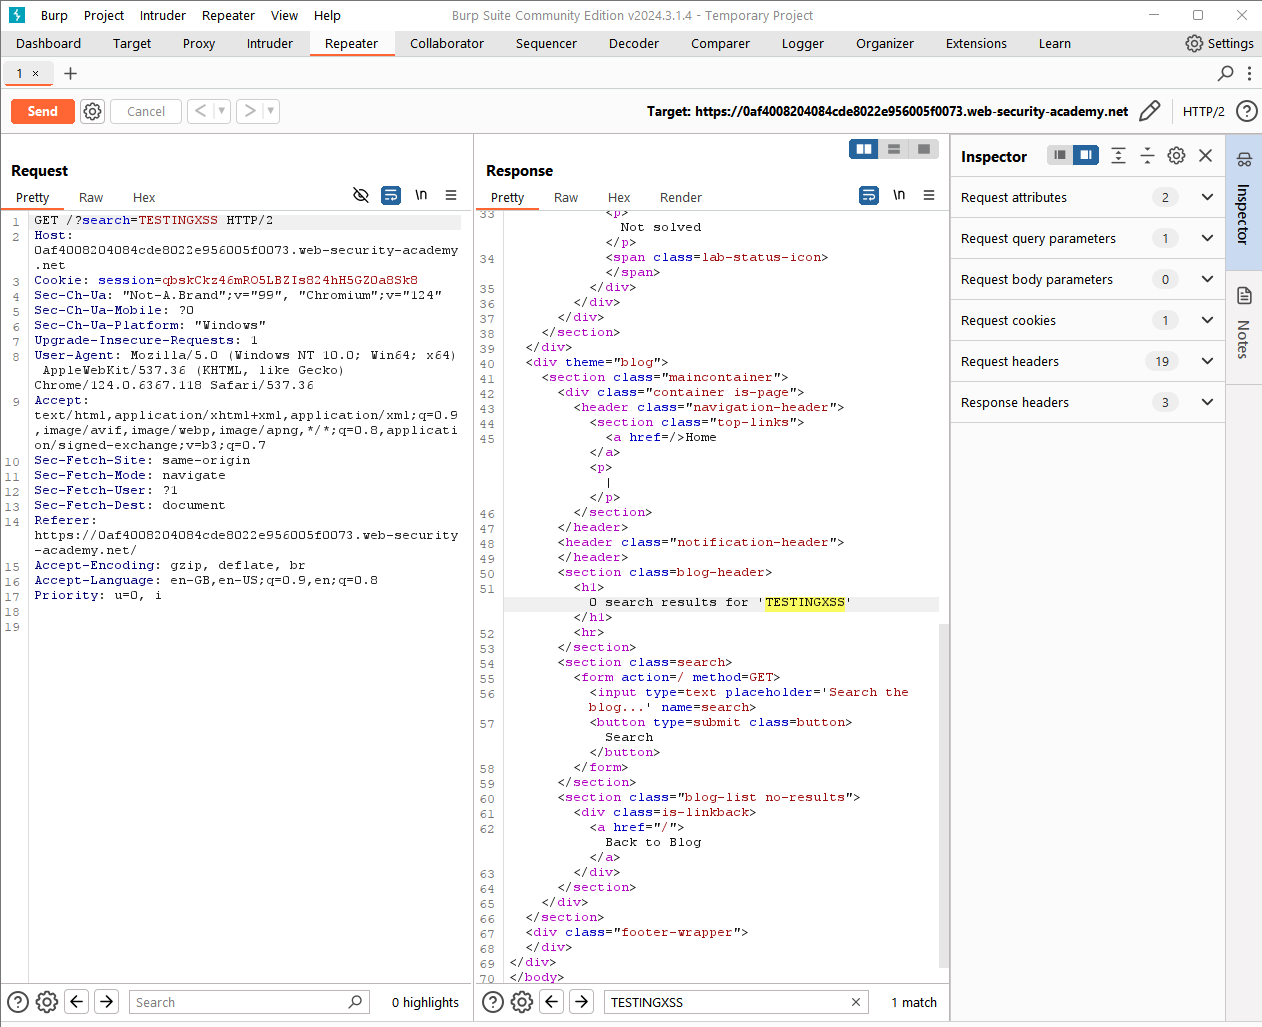 Burp Project Intruder Repeater View Help Burp Suite Community Edition v2024.3.1.4 - Temporary Project
Dashboard Target Proxy Intruder Repeater Collaborator Sequencer Decoder Comparer Logger Organizer Extensions Learn Settings
1 × +
Send Cancel < > Target: https://0af4008204084cde8022e956005f0073.web-security-academy.net HTTP/2 ?
Request
Pretty Raw Hex \n
1 GET /?search=TESTINGXSS HTTP/2
2 Host:
0af4008204084cde8022e956005f0073.web-security-academy
.net
3 Cookie: session=qbskCkz46mRO5LBZIs824hH5GZOa8Sk8
4 Sec-Ch-Ua: "Not-A.Brand";v="99", "Chromium";v="124"
5 Sec-Ch-Ua-Mobile: ?0
6 Sec-Ch-Ua-Platform: "Windows"
7 Upgrade-Insecure-Requests: 1
8 User-Agent: Mozilla/5.0 (Windows NT 10.0; Win64; x64)
AppleWebKit/537.36 (KHTML, like Gecko)
Chrome/124.0.6367.118 Safari/537.36
9 Accept:
text/html,application/xhtml+xml,application/xml;q=0.9
,image/avif,image/webp,image/apng,*/*;q=0.8,applicati
on/signed-exchange;v=b3;q=0.7
10 Sec-Fetch-Site: same-origin
11 Sec-Fetch-Mode: navigate
12 Sec-Fetch-User: ?1
13 Sec-Fetch-Dest: document
14 Referer:
https://0af4008204084cde8022e956005f0073.web-security
-academy.net/
15 Accept-Encoding: gzip, deflate, br
16 Accept-Language: en-GB,en-US;q=0.9,en;q=0.8
17 Priority: u=0, i
18
19
? Search 0 highlights
Response
Pretty Raw Hex Render \n
33 <p>
Not solved
</p>
34 <span class=lab-status-icon>
</span>
35 </div>
36 </div>
37 </div>
38 </section>
39 </div>
40 <div theme="blog">
41 <section class="maincontainer">
42 <div class="container is-page">
43 <header class="navigation-header">
44 <section class="top-links">
45 <a href=/>Home
</a>
<p>
|
</p>
46 </section>
47 </header>
48 <header class="notification-header">
49 </header>
50 <section class=blog-header>
51 <h1>
0 search results for 'TESTINGXSS'
</h1>
52 <hr>
53 </section>
54 <section class=search>
55 <form action=/ method=GET>
56 <input type=text placeholder='Search the
blog...' name=search>
57 <button type=submit class=button>
Search
</button>
58 </form>
59 </section>
60 <section class="blog-list no-results">
61 <div class=is-linkback>
62 <a href="/">
Back to Blog
</a>
63 </div>
64 </section>
65 </div>
66 </section>
67 <div class="footer-wrapper">
68 </div>
69 </div>
70 </body>
? TESTINGXSS × 1 match
Inspector
Request attributes 2
Request query parameters 1
Request body parameters 0
Request cookies 1
Request headers 19
Response headers 3
Inspector
Notes